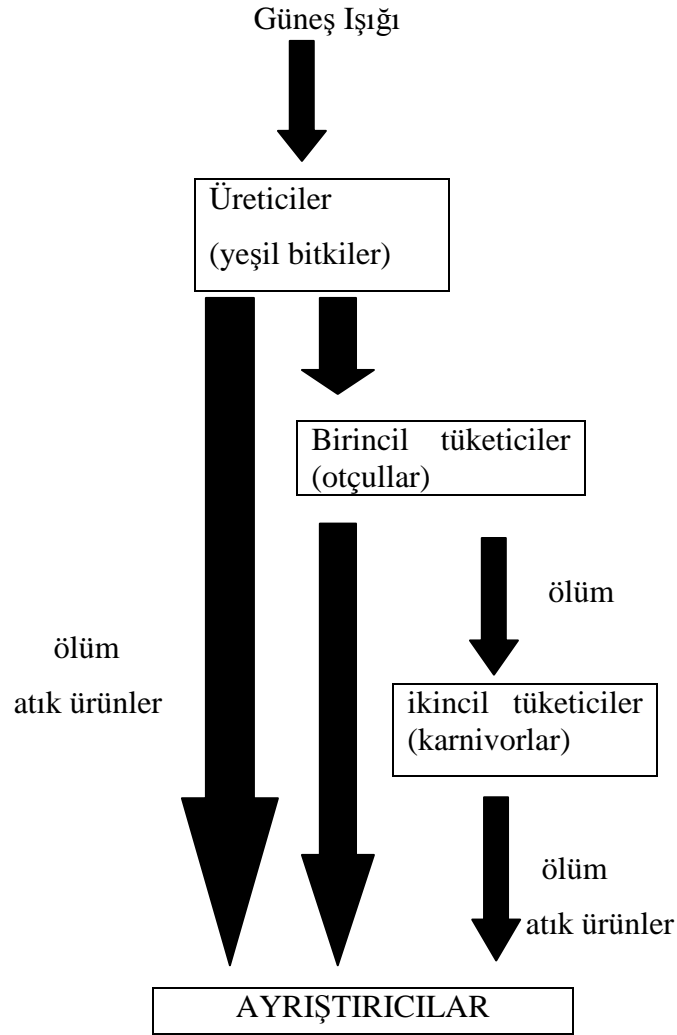 Güneş Işığı
Üreticiler
(yeşil bitkiler)
Birincil tüketiciler
(otçullar)
ölüm
ölüm
atık ürünler
ikincil tüketiciler
(karnivorlar)
ölüm
atık ürünler
AYRIŞTIRICILAR